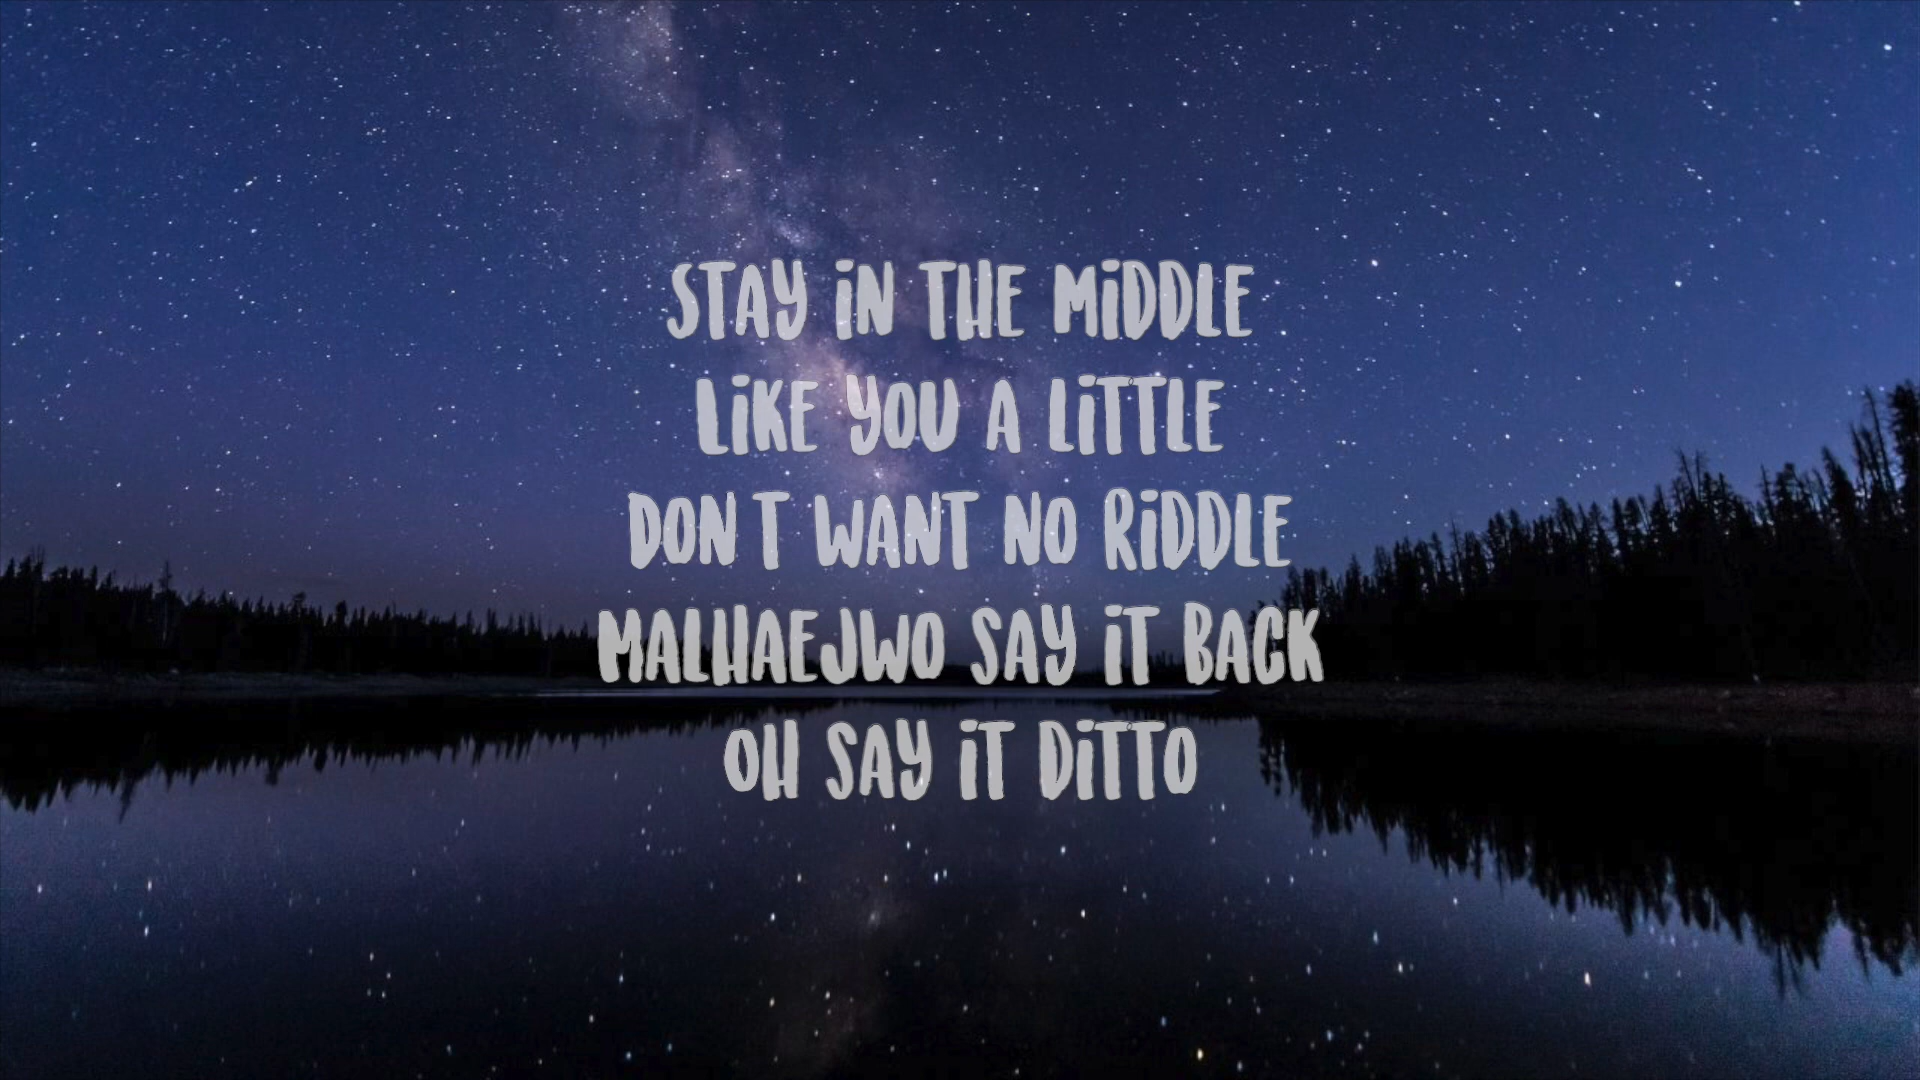 STAY iN THE MiDDLE
LiKE YOU A LiTTLE
DON T WANT NO RiDDLE
MALHAEJWO SAY iT BACK
OH SAY iT DiTTO